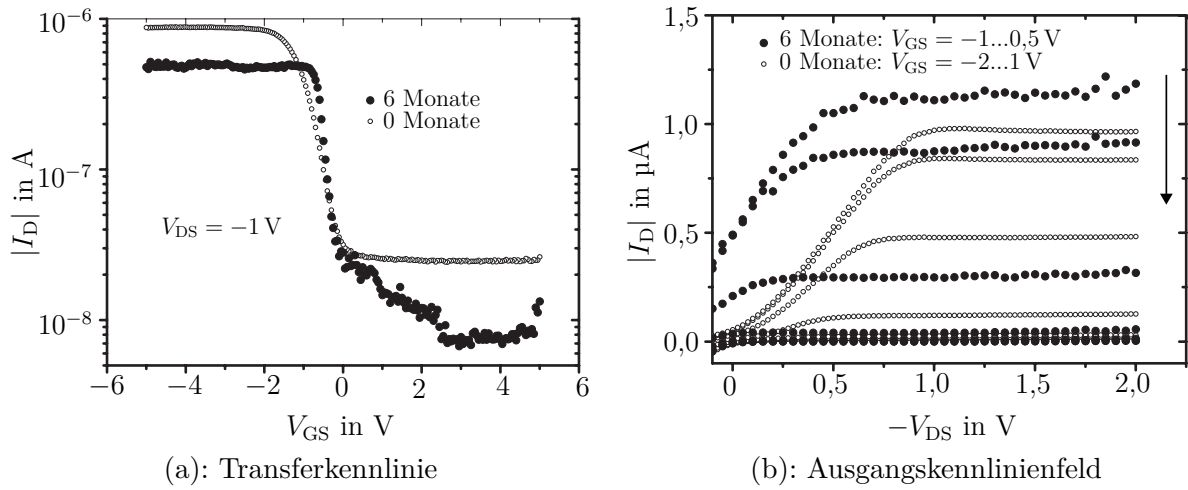 10⁻⁶
10⁻⁷
10⁻⁸
|I_D| in A
6 Monate
0 Monate
V_DS = −1 V
−6 −4 −2 0 2 4 6
V_GS in V
(a): Transferkennlinie
1,5
1,0
0,5
0,0
|I_D| in µA
6 Monate: V_GS = −1...0,5 V
0 Monate: V_GS = −2...1 V
0 0,5 1,0 1,5 2,0
−V_DS in V
(b): Ausgangskennlinienfeld